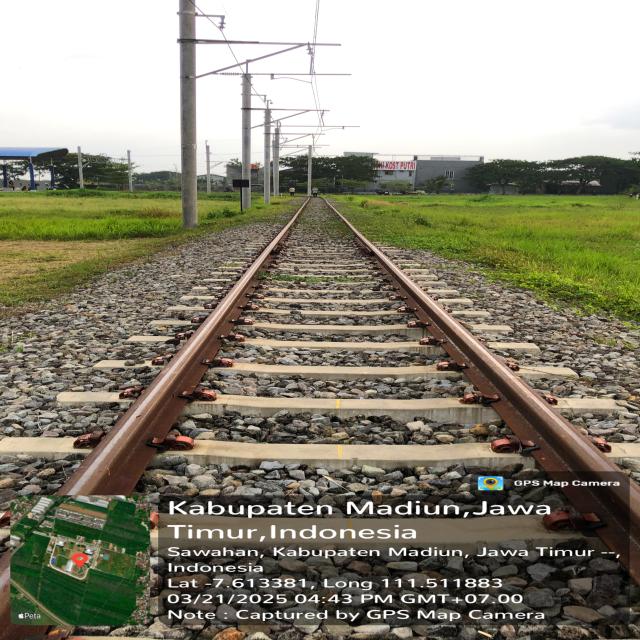 KOST PUTRI
GPS Map Camera
Kabupaten Madiun,Jawa
Timur,Indonesia
Sawahan, Kabupaten Madiun, Jawa Timur --,
Indonesia
Lat -7.613381, Long 111.511883
03/21/2025 04:43 PM GMT+07:00
Note : Captured by GPS Map Camera
Peta